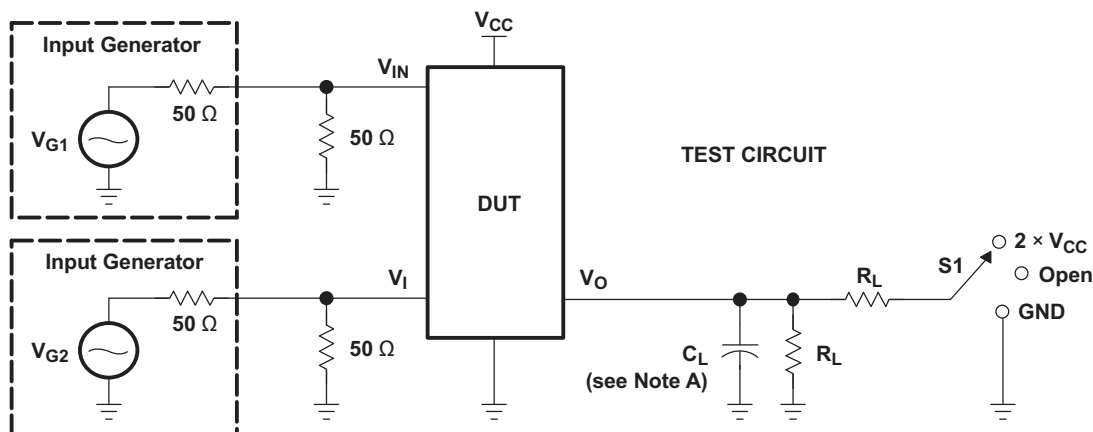 V_CC
Input Generator
V_IN
50 Ω
V_G1
50 Ω
TEST CIRCUIT
DUT
Input Generator
V_I
V_O
50 Ω
V_G2
50 Ω
R_L
S1
2 × V_CC
Open
GND
C_L
(see Note A)
R_L